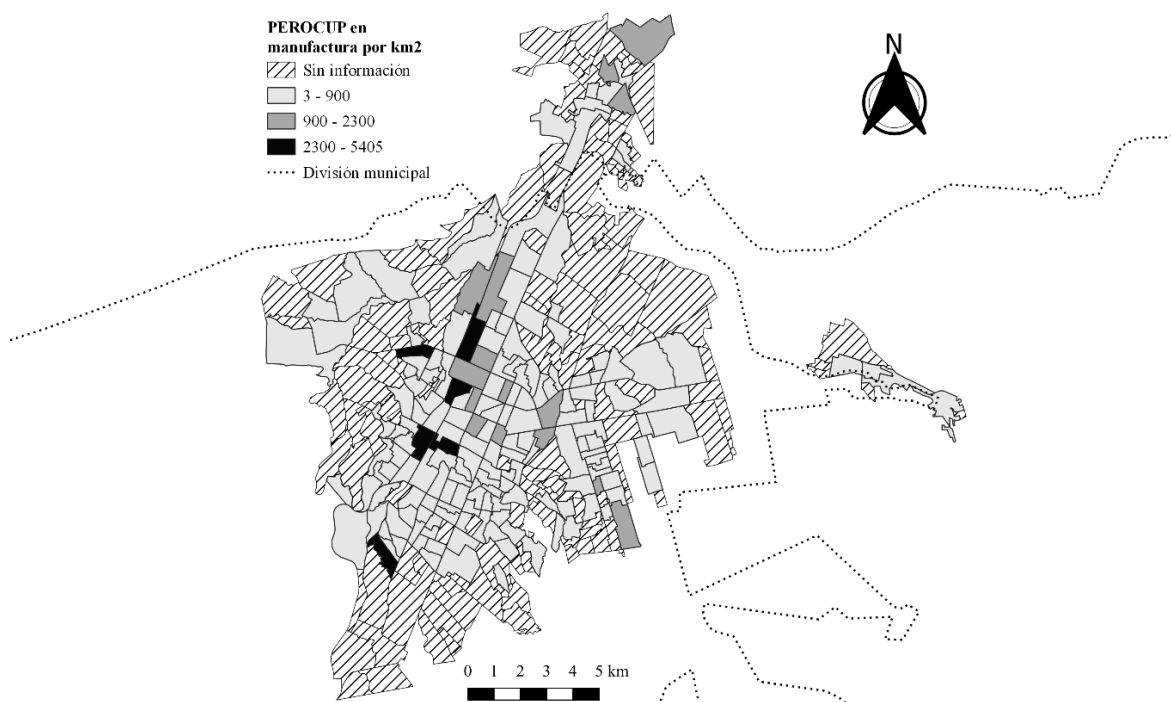 PEROCUP en
manufactura por km2
Sin información
3 - 900
900 - 2300
2300 - 5405
División municipal
N
0 1 2 3 4 5 km